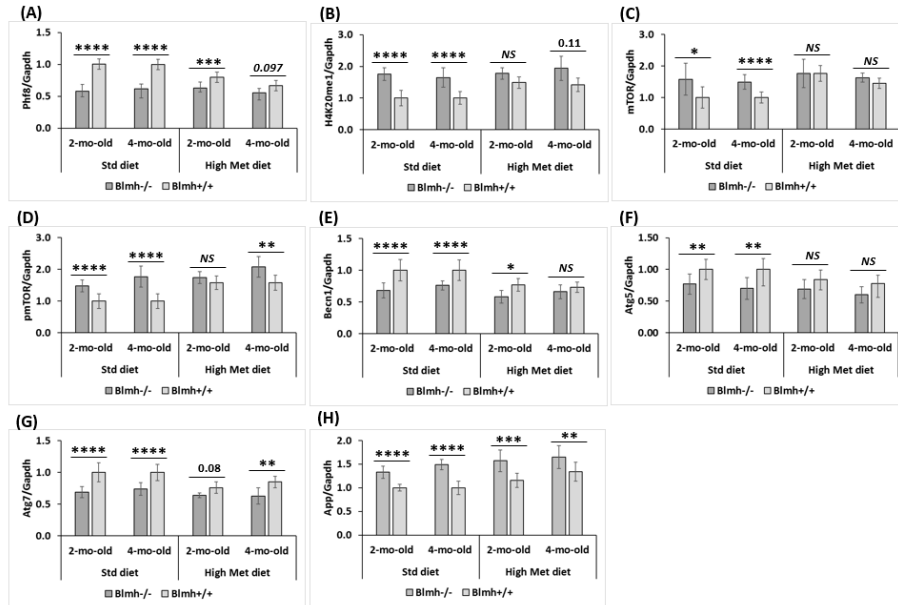 (A)
Phf8/Gapdh
1.5
1.0
0.5
0.0
****
****
***
0.097
2-mo-old 4-mo-old 2-mo-old 4-mo-old
Std diet High Met diet
Blmh-/- Blmh+/+
(B)
H4K20me1/Gapdh
3.0
2.0
1.0
0.0
****
****
NS
0.11
2-mo-old 4-mo-old 2-mo-old 4-mo-old
Std diet High Met diet
Blmh-/- Blmh+/+
(C)
mTOR/Gapdh
3.0
2.0
1.0
0.0
*
****
NS
NS
2-mo-old 4-mo-old 2-mo-old 4-mo-old
Std diet High Met diet
Blmh-/- Blmh+/+
(D)
pmTOR/Gapdh
3.0
2.0
1.0
0.0
****
****
NS
**
2-mo-old 4-mo-old 2-mo-old 4-mo-old
Std diet High Met diet
Blmh-/- Blmh+/+
(E)
Becn1/Gapdh
1.5
1.0
0.5
0.0
****
****
*
NS
2-mo-old 4-mo-old 2-mo-old 4-mo-old
Std diet High Met diet
Blmh-/- Blmh+/+
(F)
Atg5/Gapdh
1.50
1.00
0.50
0.00
**
**
NS
NS
2-mo-old 4-mo-old 2-mo-old 4-mo-old
Std diet High Met diet
Blmh-/- Blmh+/+
(G)
Atg7/Gapdh
1.5
1.0
0.5
0.0
****
****
0.08
**
2-mo-old 4-mo-old 2-mo-old 4-mo-old
Std diet High Met diet
Blmh-/- Blmh+/+
(H)
App/Gapdh
2.0
1.5
1.0
0.5
0.0
****
****
***
**
2-mo-old 4-mo-old 2-mo-old 4-mo-old
Std diet High Met diet
Blmh-/- Blmh+/+